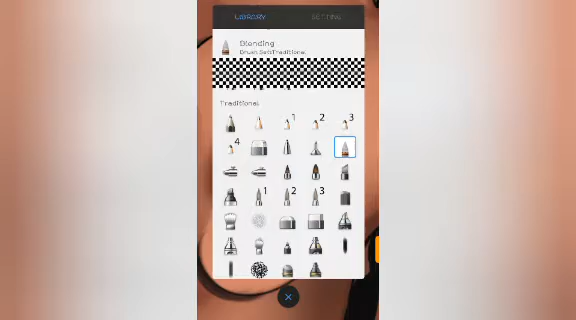 LIBRARY SETTING
Blending
Brush Set:Traditional
Traditional
1 2 3
4
1 2 3